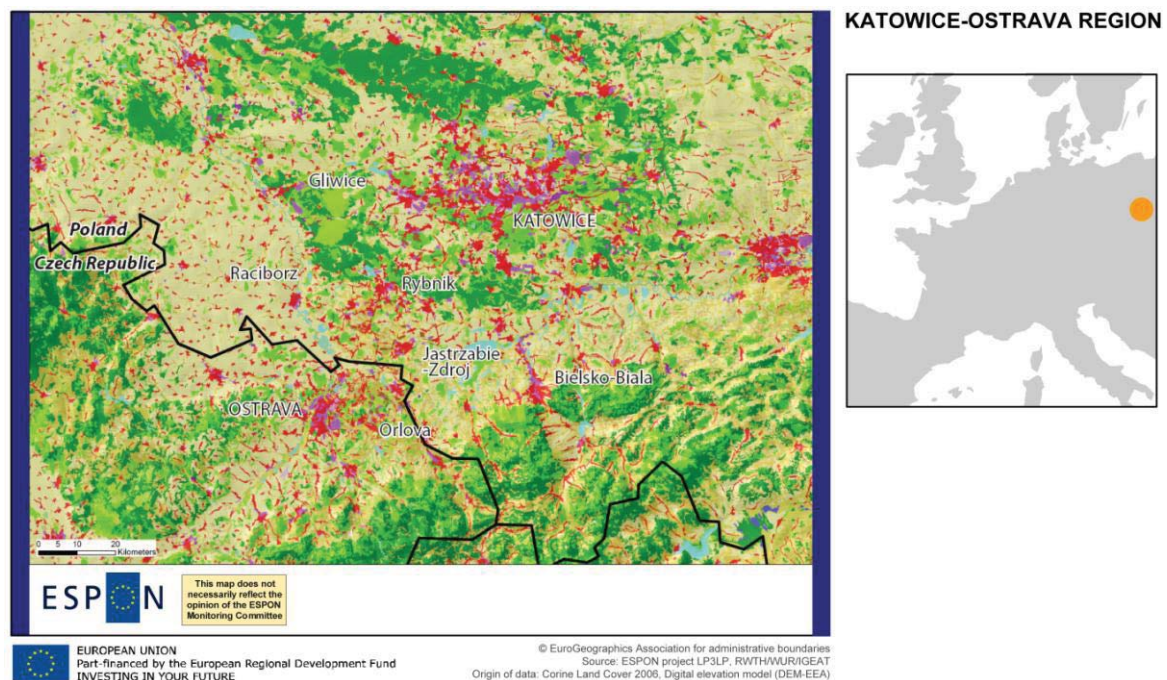 KATOWICE-OSTRAVA REGION
Gliwice
KATOWICE
Poland
Czech Republic
Raciborz
Rybnik
Jastrzabie
-Zdroj
Bielsko-Biala
OSTRAVA
Orlova
0 5 10 20
Kilometers
ESPON
This map does not
necessarily reflect the
opinion of the ESPON
Monitoring Committee
EUROPEAN UNION
Part-financed by the European Regional Development Fund
INVESTING IN YOUR FUTURE
© EuroGeographics Association for administrative boundaries
Source: ESPON project LP3LP, RWTH/WUR/IGEAT
Origin of data: Corine Land Cover 2006, Digital elevation model (DEM-EEA)